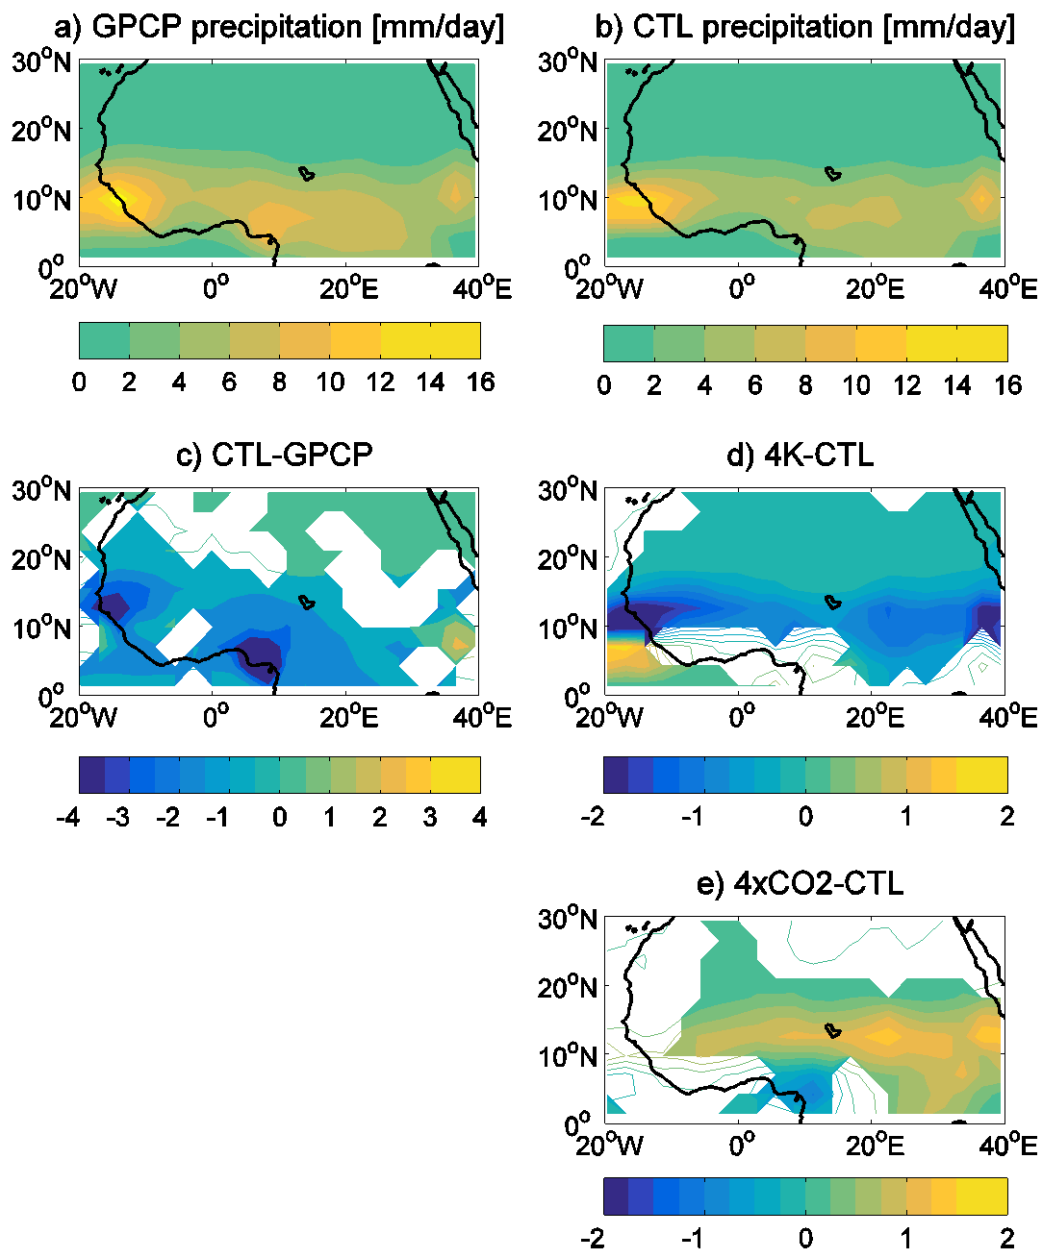 a) GPCP precipitation [mm/day]
b) CTL precipitation [mm/day]
30°N
20°N
10°N
0°
20°W 0° 20°E 40°E
30°N
20°N
10°N
0°
20°W 0° 20°E 40°E
0 2 4 6 8 10 12 14 16
0 2 4 6 8 10 12 14 16
c) CTL-GPCP
d) 4K-CTL
30°N
20°N
10°N
0°
20°W 0° 20°E 40°E
30°N
20°N
10°N
0°
20°W 0° 20°E 40°E
-4 -3 -2 -1 0 1 2 3 4
-2 -1 0 1 2
e) 4xCO2-CTL
30°N
20°N
10°N
0°
20°W 0° 20°E 40°E
-2 -1 0 1 2